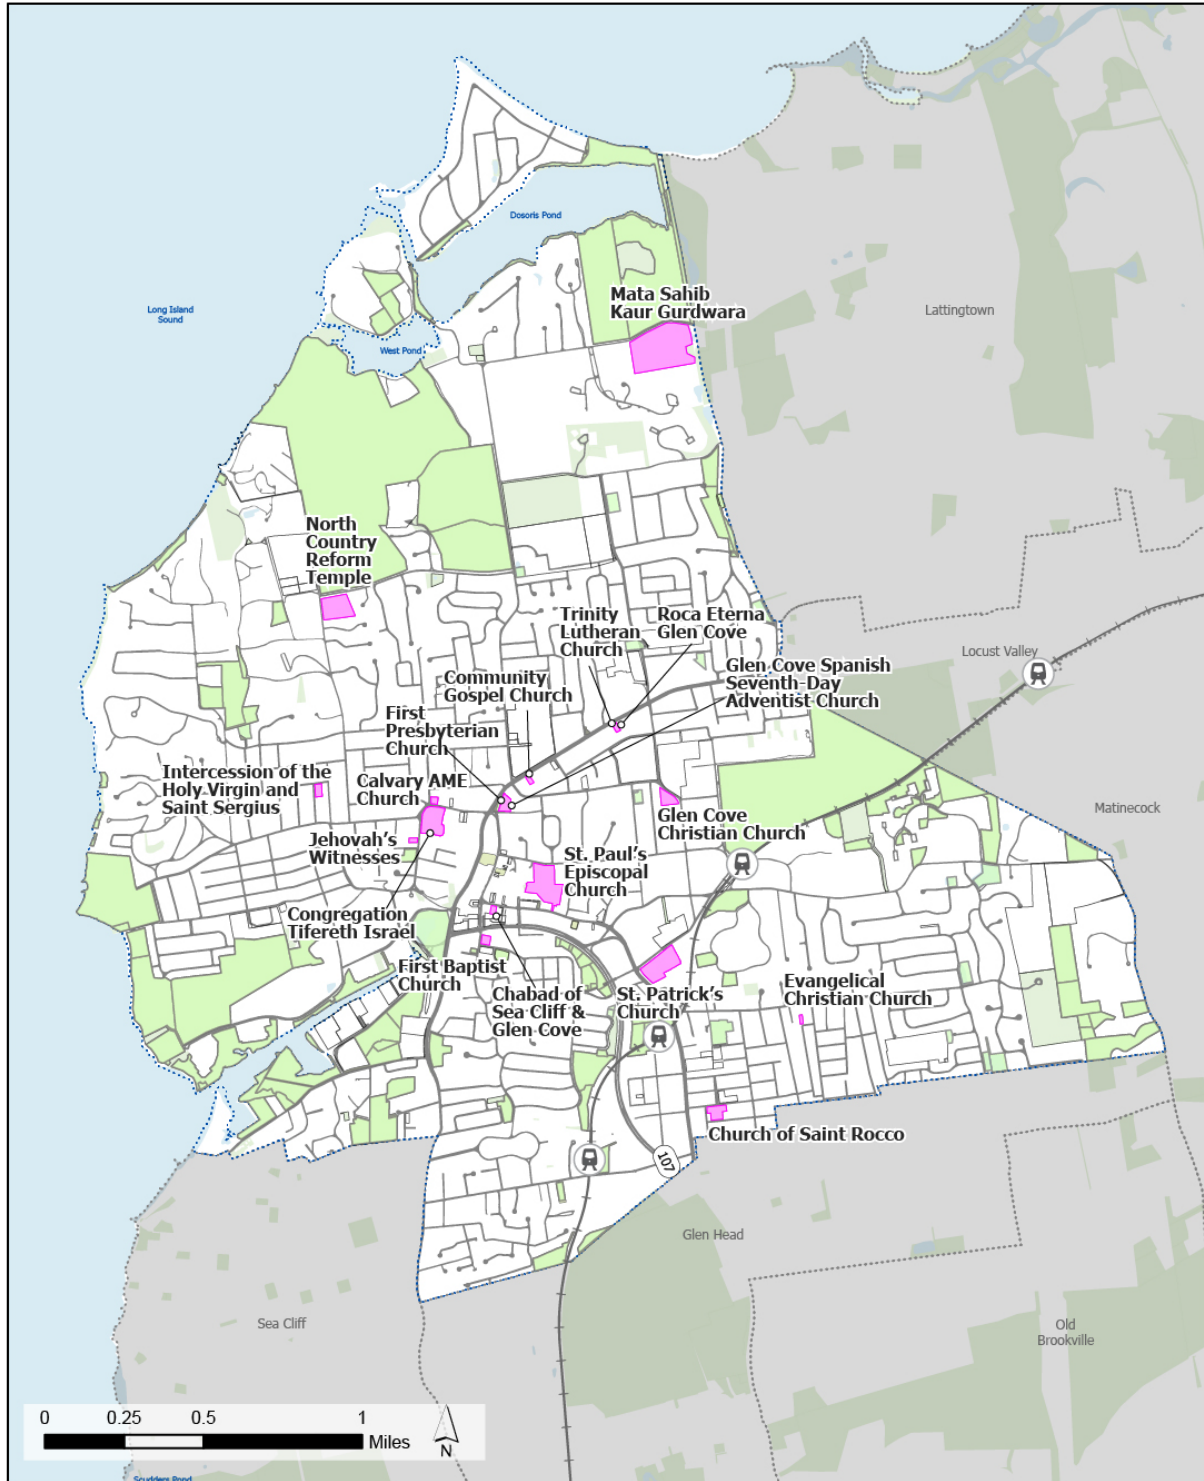 Dosoris Pond
Mata Sahib
Kaur Gurdwara
Long Island
Sound
Lattingtown
West Pond
North
Country
Reform
Temple
Trinity
Lutheran
Church
Roca Eterna
Glen Cove
Locust Valley
Glen Cove Spanish
Seventh-Day
Adventist Church
Community
Gospel Church
First
Presbyterian
Church
Intercession of the
Holy Virgin and
Saint Sergius
Calvary AME
Church
Matinecock
Glen Cove
Christian Church
Jehovah's
Witnesses
St. Paul's
Episcopal
Church
Congregation
Tifereth Israel
First Baptist
Church
Chabad of
Sea Cliff &
Glen Cove
St. Patrick's
Church
Evangelical
Christian Church
Church of Saint Rocco
107
Glen Head
Sea Cliff
Old
Brookville
0 0.25 0.5 1
Miles
N
Scudders Pond